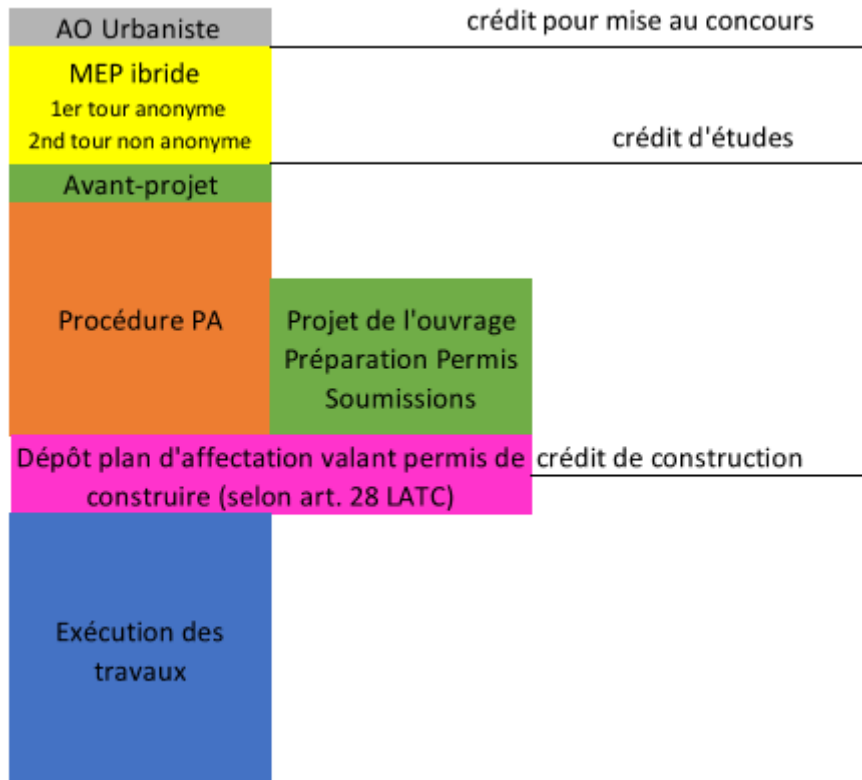 AO Urbaniste
crédit pour mise au concours
MEP ibride
1er tour anonyme
2nd tour non anonyme
crédit d'études
Avant-projet
Procédure PA
Projet de l'ouvrage
Préparation Permis
Soumissions
Dépôt plan d'affectation valant permis de
construire (selon art. 28 LATC)
crédit de construction
Exécution des
travaux